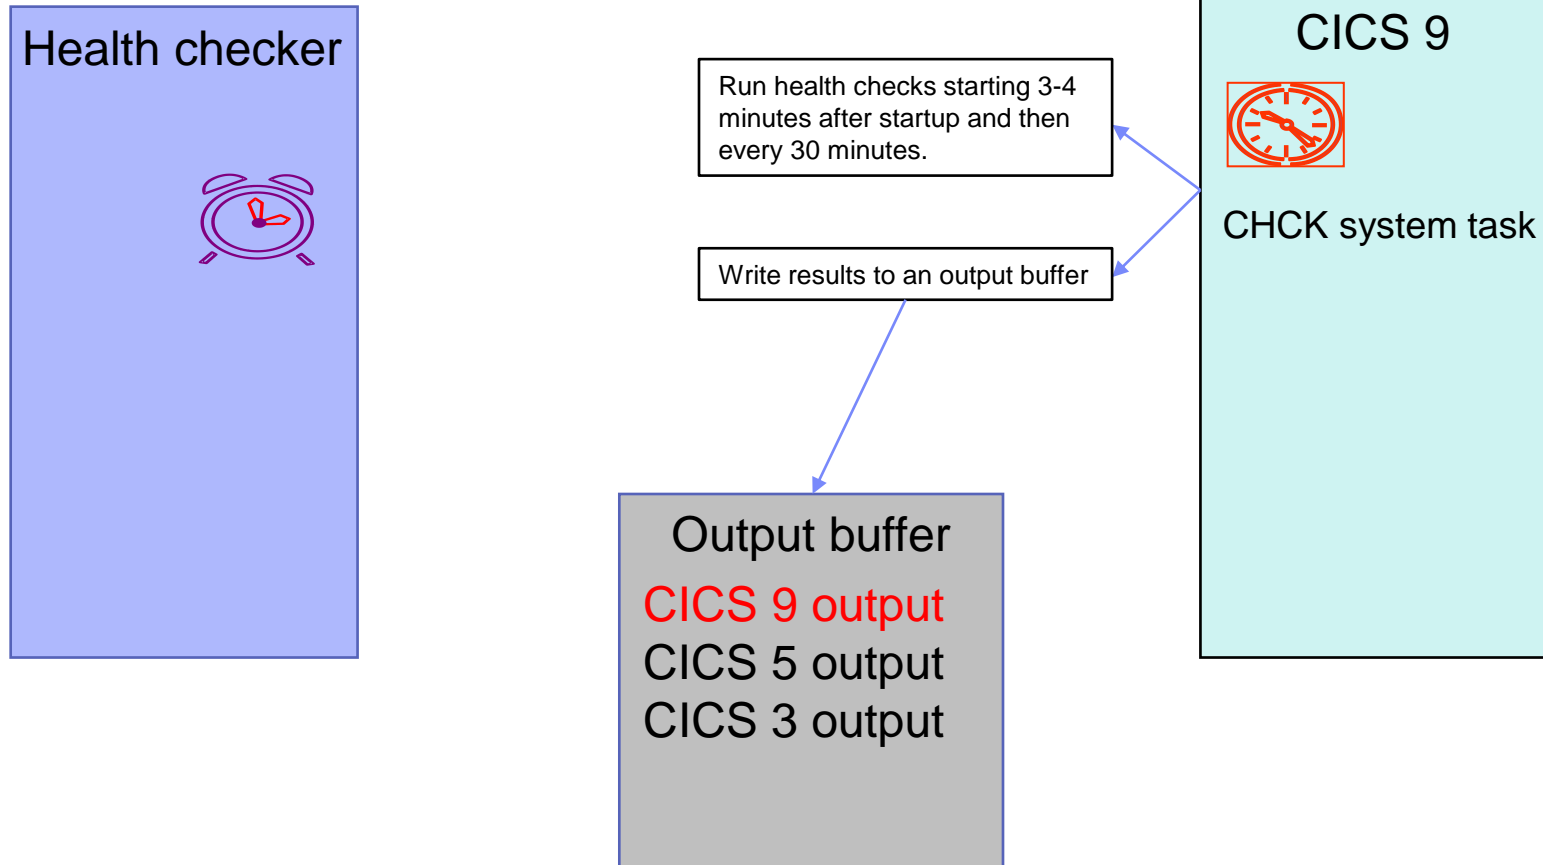 Health checker
Run health checks starting 3-4
minutes after startup and then
every 30 minutes.
Write results to an output buffer
CICS 9
CHCK system task
Output buffer
CICS 9 output
CICS 5 output
CICS 3 output